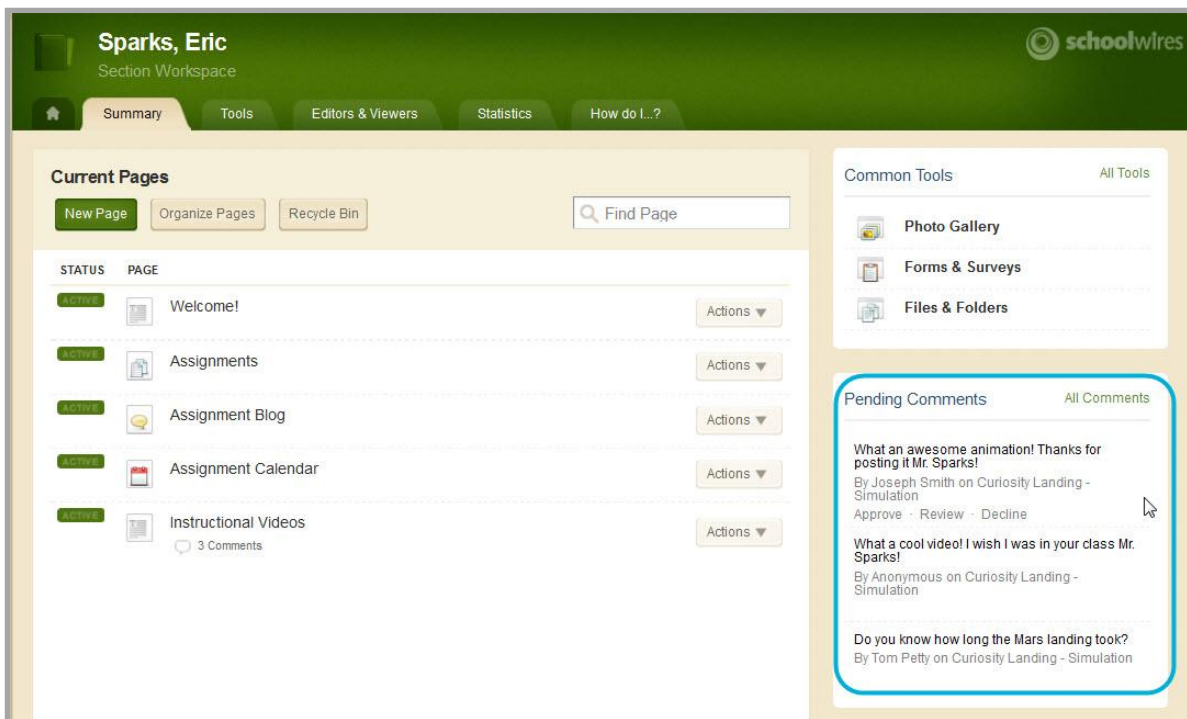 Sparks, Eric
Section Workspace
schoolwires
Summary
Tools
Editors & Viewers
Statistics
How do I...?
Current Pages
New Page
Organize Pages
Recycle Bin
Find Page
STATUS
PAGE
ACTIVE
Welcome!
Actions
ACTIVE
Assignments
Actions
ACTIVE
Assignment Blog
Actions
ACTIVE
Assignment Calendar
Actions
ACTIVE
Instructional Videos
3 Comments
Actions
Common Tools
All Tools
Photo Gallery
Forms & Surveys
Files & Folders
Pending Comments
All Comments
What an awesome animation! Thanks for
posting it Mr. Sparks!
By Joseph Smith on Curiosity Landing -
Simulation
Approve · Review · Decline
What a cool video! I wish I was in your class Mr.
Sparks!
By Anonymous on Curiosity Landing -
Simulation
Do you know how long the Mars landing took?
By Tom Petty on Curiosity Landing - Simulation